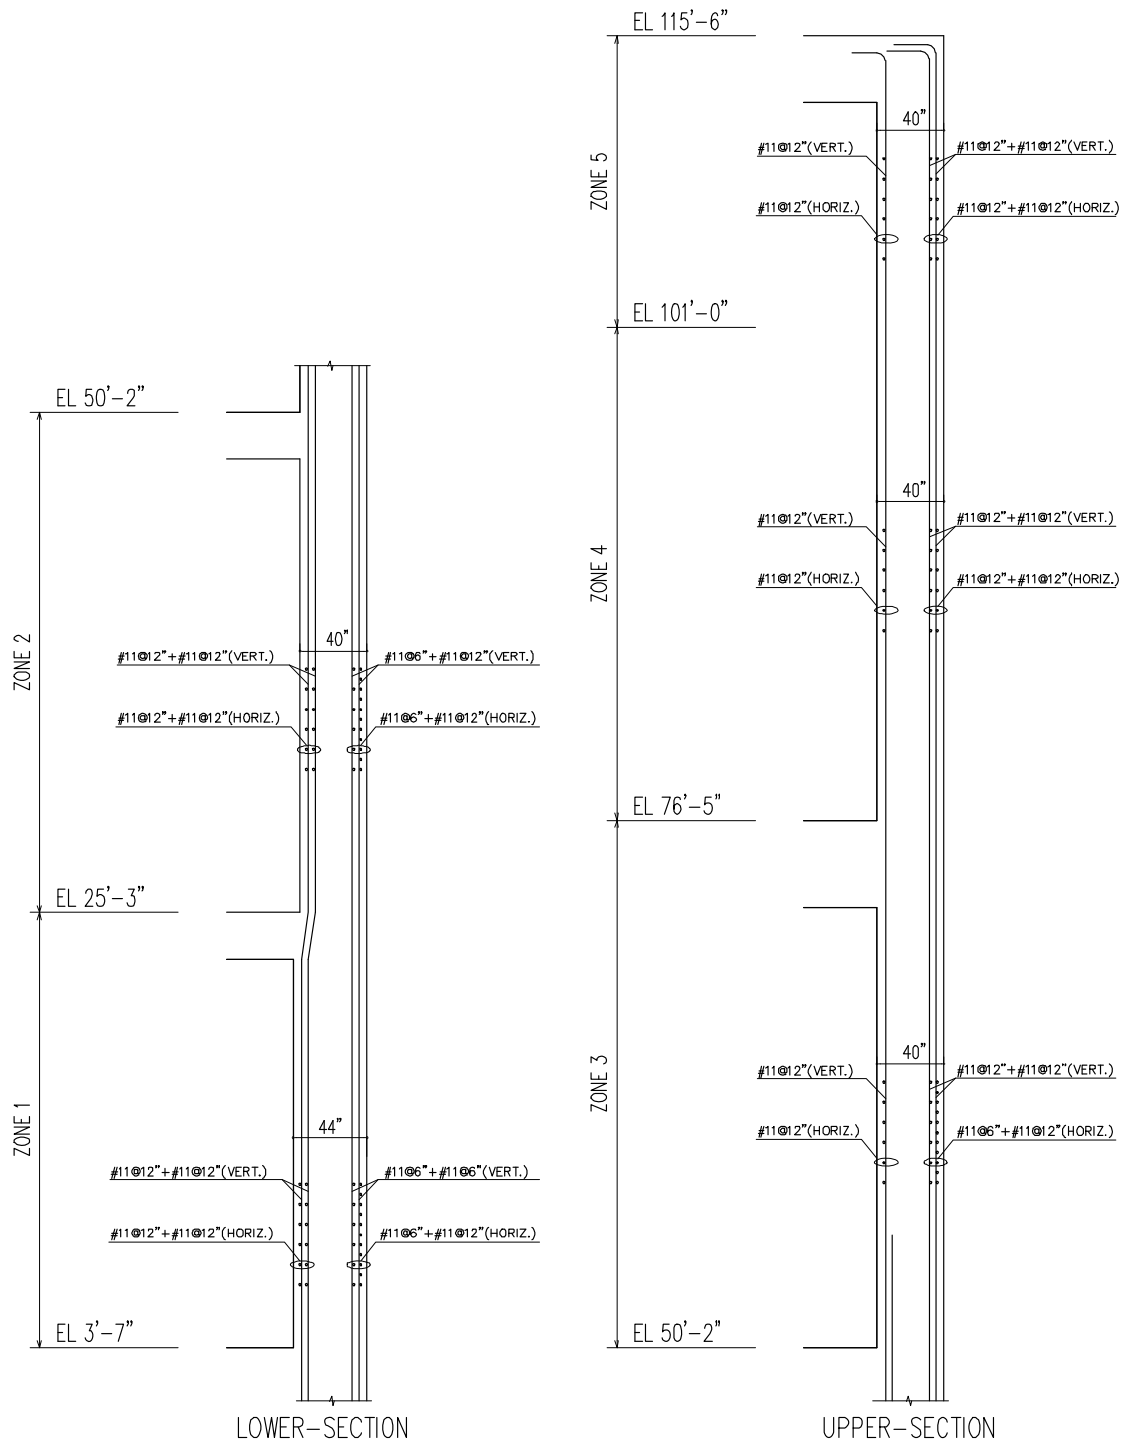 EL 115'-6"
40"
#11@12"(VERT.)
#11@12"+#11@12"(VERT.)
ZONE 5
#11@12"(HORIZ.)
#11@12"+#11@12"(HORIZ.)
EL 101'-0"
40"
#11@12"(VERT.)
#11@12"+#11@12"(VERT.)
ZONE 4
#11@12"(HORIZ.)
#11@12"+#11@12"(HORIZ.)
EL 76'-5"
40"
#11@12"(VERT.)
#11@12"+#11@12"(VERT.)
ZONE 3
#11@12"(HORIZ.)
#11@6"+#11@12"(HORIZ.)
EL 50'-2"
UPPER-SECTION
EL 50'-2"
40"
ZONE 2
#11@12"+#11@12"(VERT.)
#11@6"+#11@12"(VERT.)
#11@12"+#11@12"(HORIZ.)
#11@6"+#11@12"(HORIZ.)
EL 25'-3"
ZONE 1
44"
#11@12"+#11@12"(VERT.)
#11@6"+#11@6"(VERT.)
#11@12"+#11@12"(HORIZ.)
#11@6"+#11@12"(HORIZ.)
EL 3'-7"
LOWER-SECTION